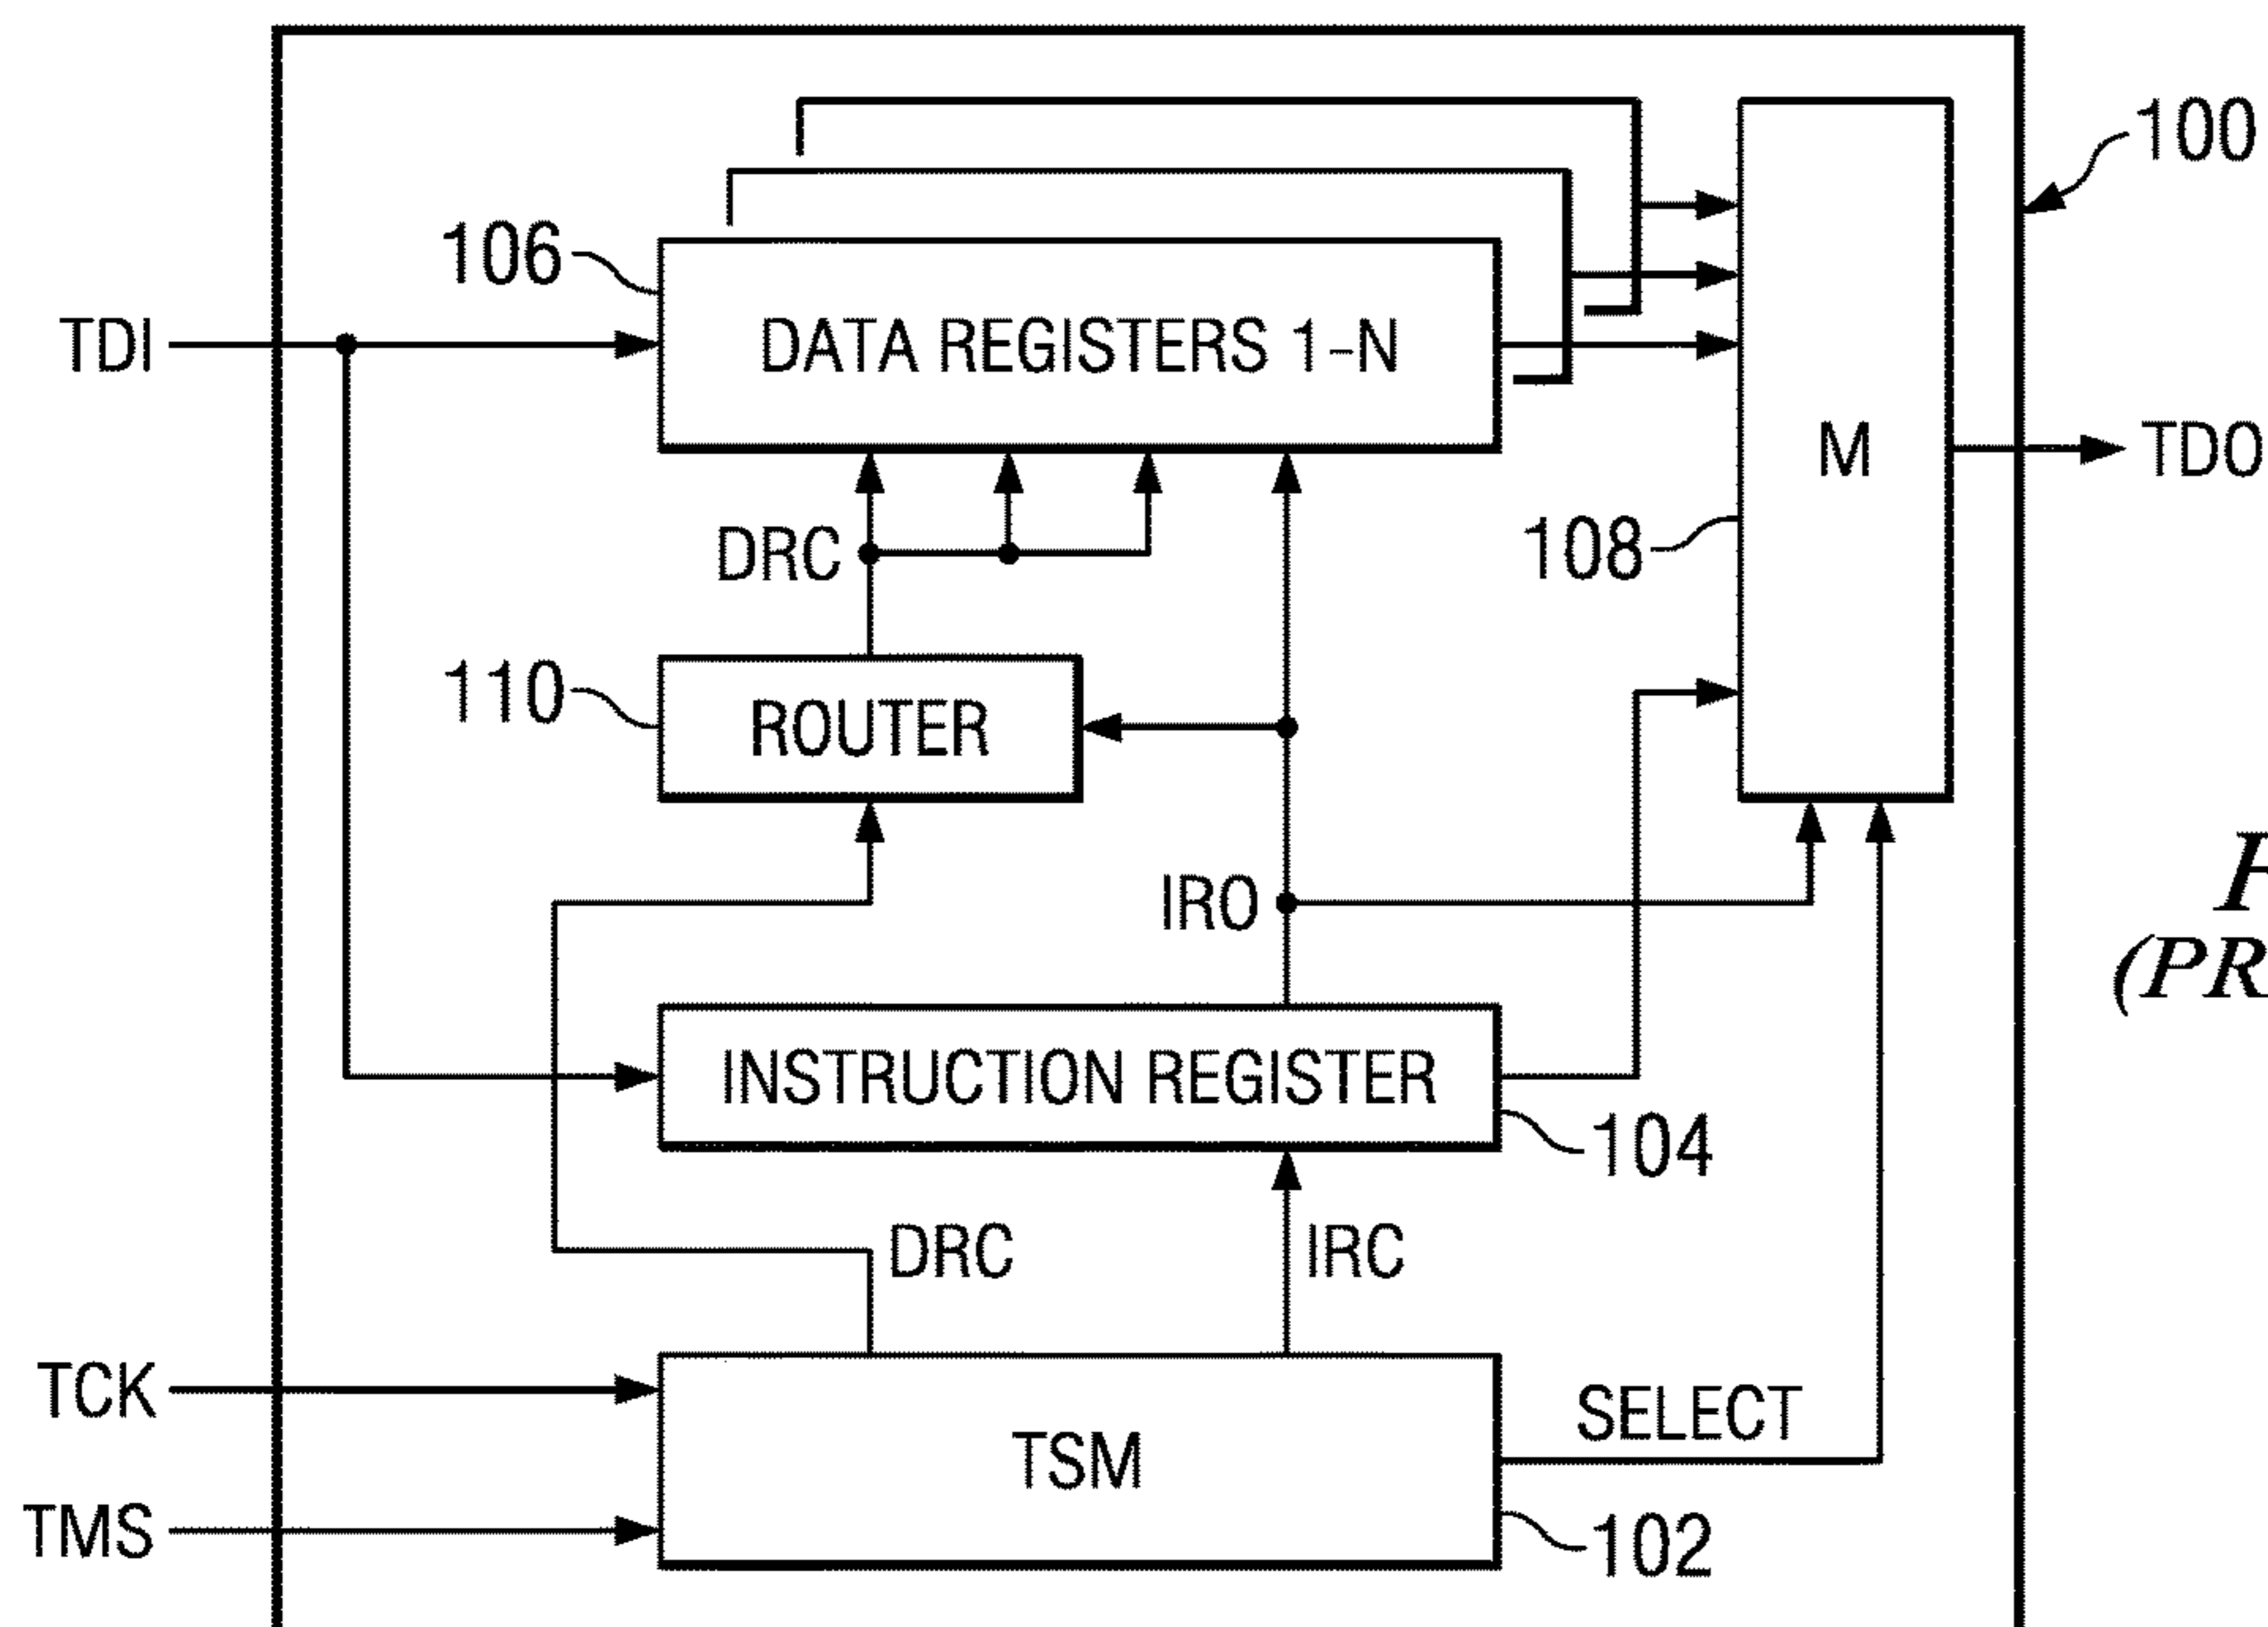 100
106
TDI
DATA REGISTERS 1-N
M
TDO
DRC
108
110
ROUTER
IRO
INSTRUCTION REGISTER
104
DRC
IRC
TCK
SELECT
TSM
TMS
102